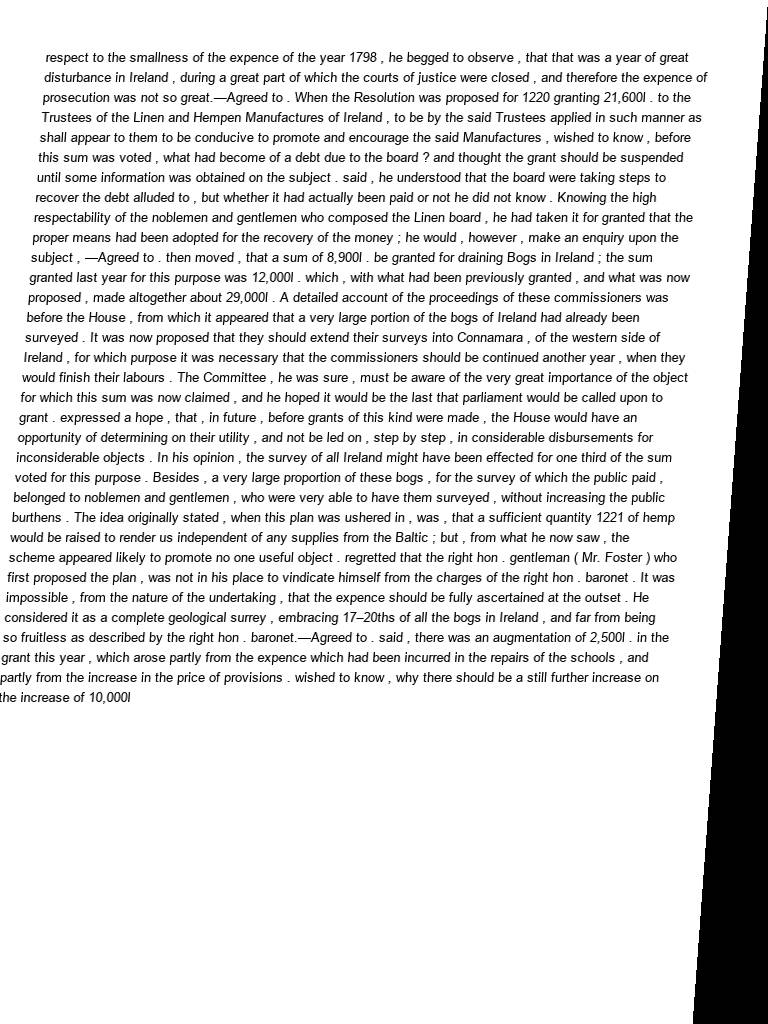 respect to the smallness of the expence of the year 1798 , he begged to observe , that that was a year of great
disturbance in Ireland , during a great part of which the courts of justice were closed , and therefore the expence of
prosecution was not so great.—Agreed to . When the Resolution was proposed for 1220 granting 21,600l . to the
Trustees of the Linen and Hempen Manufactures of Ireland , to be by the said Trustees applied in such manner as
shall appear to them to be conducive to promote and encourage the said Manufactures , wished to know , before
this sum was voted , what had become of a debt due to the board ? and thought the grant should be suspended
until some information was obtained on the subject . said , he understood that the board were taking steps to
recover the debt alluded to , but whether it had actually been paid or not he did not know . Knowing the high
respectability of the noblemen and gentlemen who composed the Linen board , he had taken it for granted that the
proper means had been adopted for the recovery of the money ; he would , however , make an enquiry upon the
subject , —Agreed to . then moved , that a sum of 8,900l . be granted for draining Bogs in Ireland ; the sum
granted last year for this purpose was 12,000l . which , with what had been previously granted , and what was now
proposed , made altogether about 29,000l . A detailed account of the proceedings of these commissioners was
before the House , from which it appeared that a very large portion of the bogs of Ireland had already been
surveyed . It was now proposed that they should extend their surveys into Connamara , of the western side of
Ireland , for which purpose it was necessary that the commissioners should be continued another year , when they
would finish their labours . The Committee , he was sure , must be aware of the very great importance of the object
for which this sum was now claimed , and he hoped it would be the last that parliament would be called upon to
grant . expressed a hope , that , in future , before grants of this kind were made , the House would have an
opportunity of determining on their utility , and not be led on , step by step , in considerable disbursements for
inconsiderable objects . In his opinion , the survey of all Ireland might have been effected for one third of the sum
voted for this purpose . Besides , a very large proportion of these bogs , for the survey of which the public paid ,
belonged to noblemen and gentlemen , who were very able to have them surveyed , without increasing the public
burthens . The idea originally stated , when this plan was ushered in , was , that a sufficient quantity 1221 of hemp
would be raised to render us independent of any supplies from the Baltic ; but , from what he now saw , the
scheme appeared likely to promote no one useful object . regretted that the right hon . gentleman ( Mr. Foster ) who
first proposed the plan , was not in his place to vindicate himself from the charges of the right hon . baronet . It was
impossible , from the nature of the undertaking , that the expence should be fully ascertained at the outset . He
considered it as a complete geological surrey , embracing 17–20ths of all the bogs in Ireland , and far from being
so fruitless as described by the right hon . baronet.—Agreed to . said , there was an augmentation of 2,500l . in the
grant this year , which arose partly from the expence which had been incurred in the repairs of the schools , and
partly from the increase in the price of provisions . wished to know , why there should be a still further increase on
the increase of 10,000l